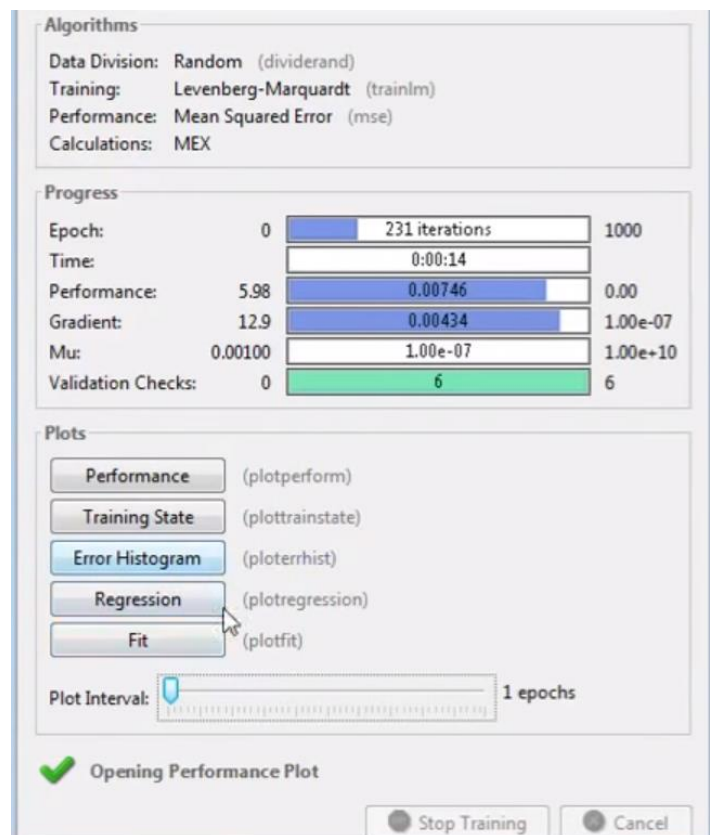 Algorithms
Data Division: Random (dividerand)
Training: Levenberg-Marquardt (trainlm)
Performance: Mean Squared Error (mse)
Calculations: MEX
Progress
Epoch: 0 231 iterations 1000
Time: 0:00:14
Performance: 5.98 0.00746 0.00
Gradient: 12.9 0.00434 1.00e-07
Mu: 0.00100 1.00e-07 1.00e+10
Validation Checks: 0 6 6
Plots
Performance (plotperform)
Training State (plottrainstate)
Error Histogram (ploterrhist)
Regression (plotregression)
Fit (plotfit)
Plot Interval: 1 epochs
Opening Performance Plot
Stop Training Cancel